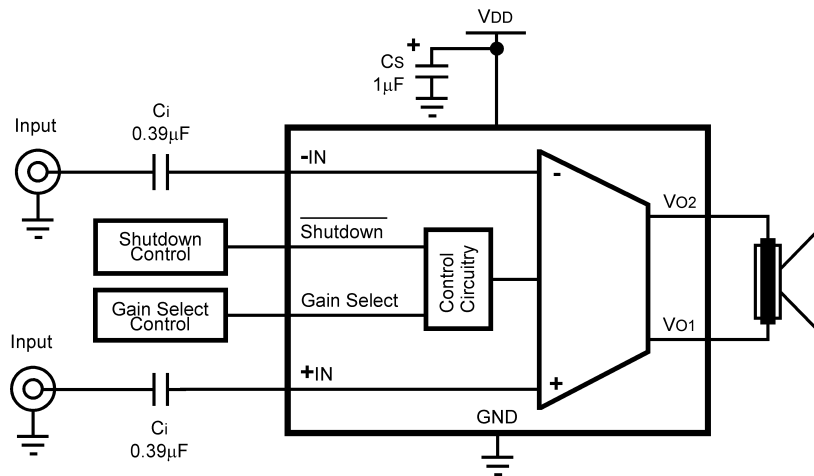 VDD
+
CS
1µF
Ci
0.39µF
Input
-IN
-
VO2
Shutdown
Control
Shutdown
Control
Circuitry
Gain Select
Control
Gain Select
VO1
Input
+IN
+
Ci
0.39µF
GND